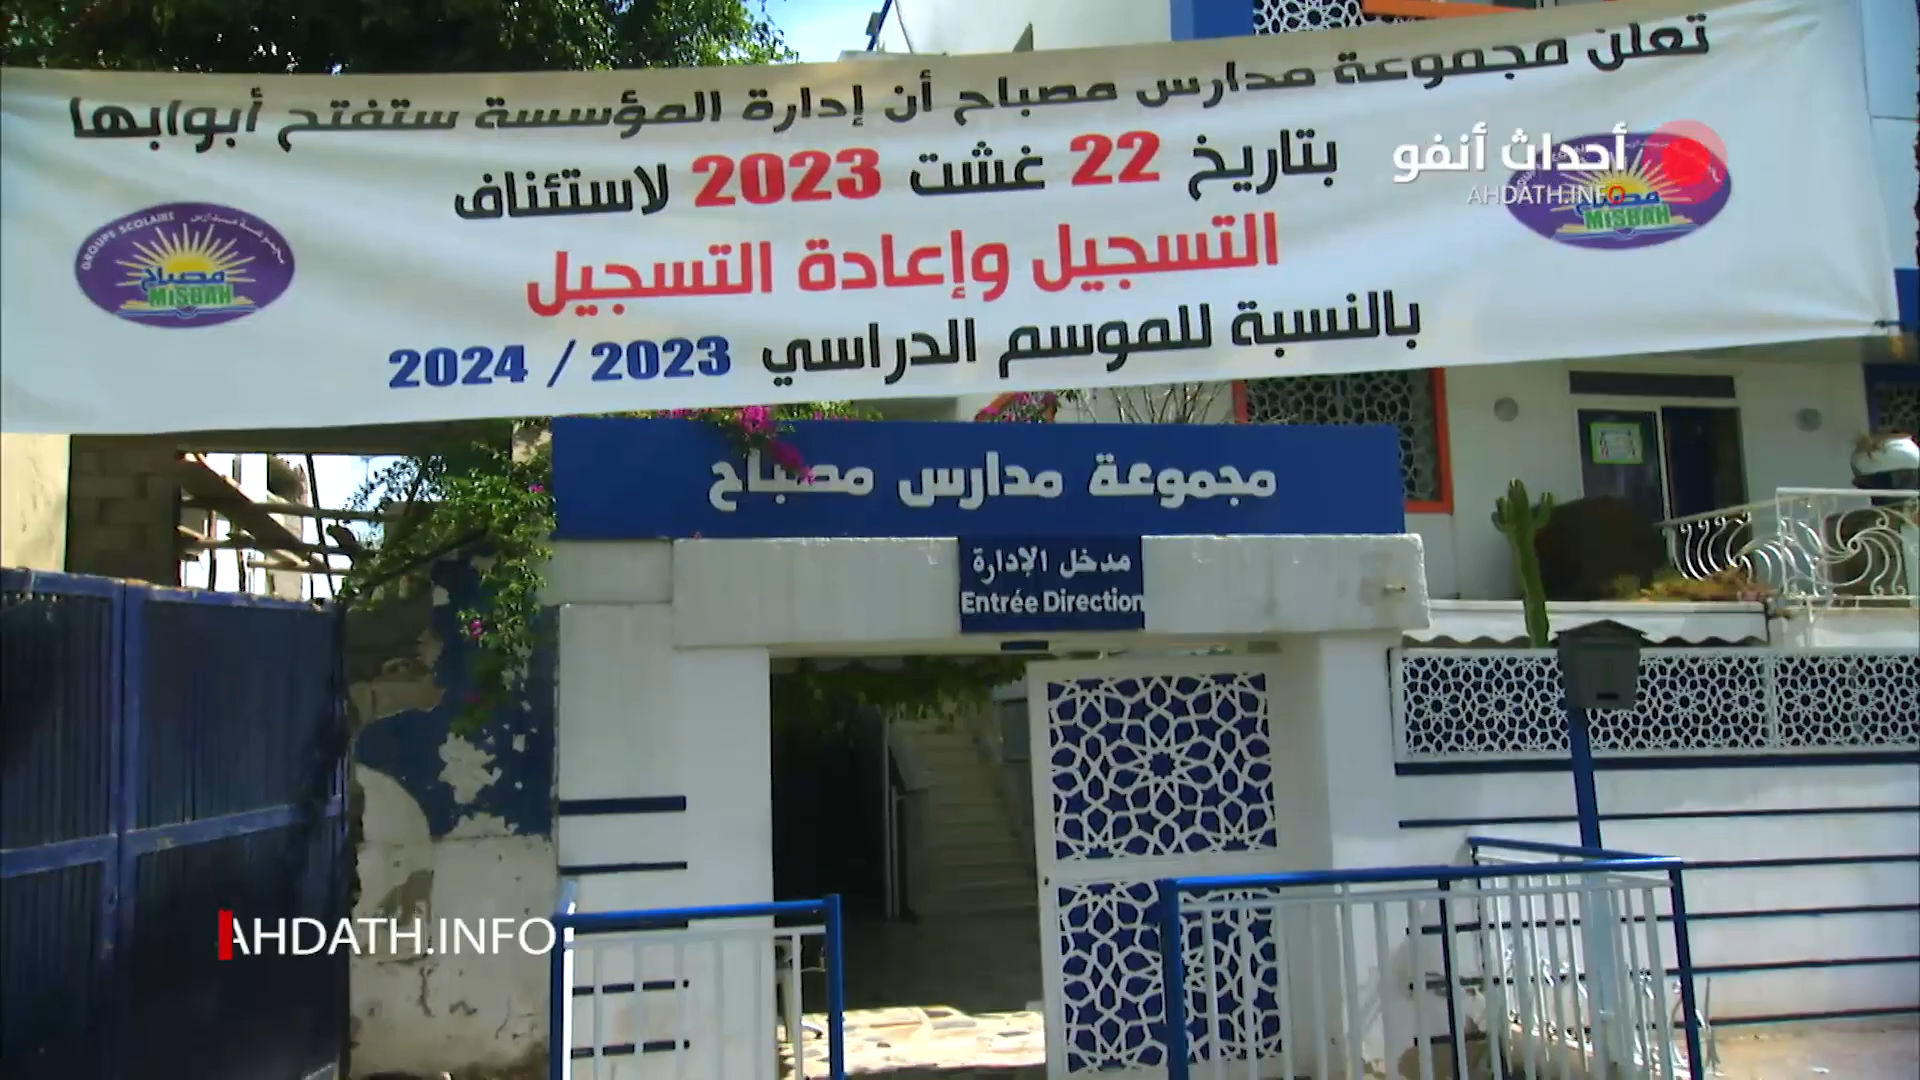 تعلن مجموعة مدارس مصباح أن إدارة المؤسسة ستفتح أبوابها
بتاريخ 22 غشت 2023 لاستئناف
التسجيل وإعادة التسجيل
بالنسبة للموسم الدراسي 2023 / 2024
GROUPE SCOLAIRE مجموعة مدارس
مصباح
MISBAH
أحداث أنفو
AHDATH.INFO
مصباح
MISBAH
مجموعة مدارس مصباح
مدخل الإدارة
Entrée Direction
AHDATH.INFO